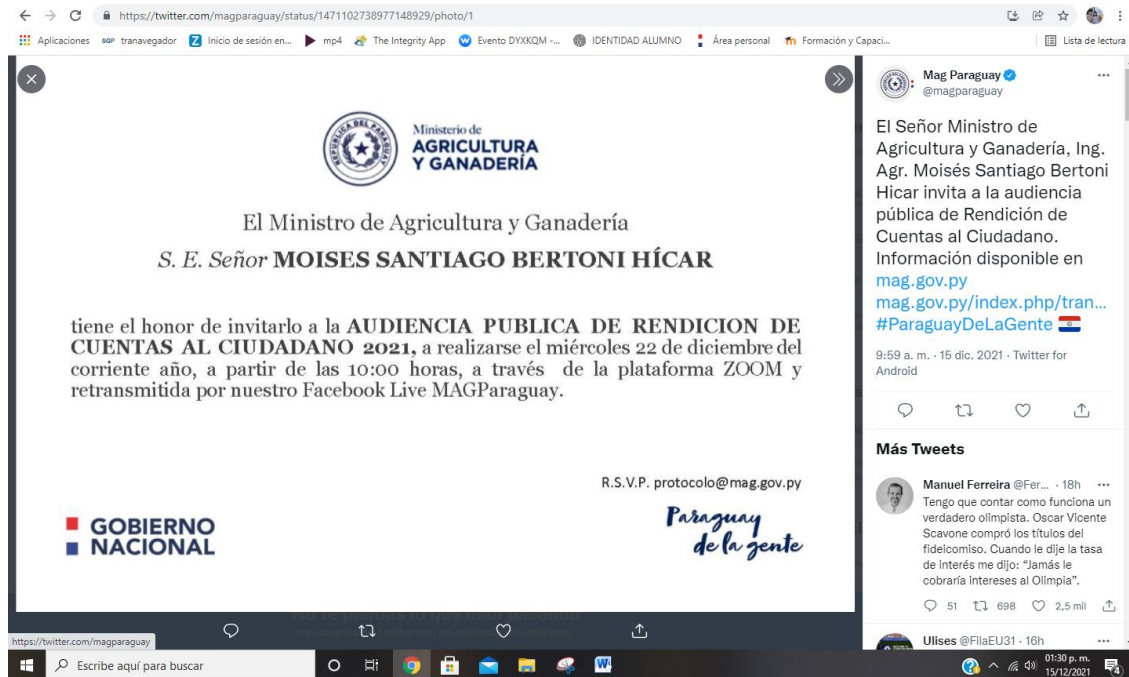 https://twitter.com/magparaguay/status/1471102738977148929/photo/1
Aplicaciones
SGP tranavegador
Inicio de sesión en...
mp4
The Integrity App
Evento DYXKQM -...
IDENTIDAD ALUMNO
Área personal
Formación y Capaci...
Lista de lectura
REPUBLICA DEL PARAGUAY
Ministerio de
AGRICULTURA
Y GANADERÍA
El Ministro de Agricultura y Ganadería
S. E. Señor MOISES SANTIAGO BERTONI HÍCAR
tiene el honor de invitarlo a la AUDIENCIA PUBLICA DE RENDICION DE
CUENTAS AL CIUDADANO 2021, a realizarse el miércoles 22 de diciembre del
corriente año, a partir de las 10:00 horas, a través de la plataforma ZOOM y
retransmitida por nuestro Facebook Live MAGParaguay.
R.S.V.P. protocolo@mag.gov.py
GOBIERNO
NACIONAL
Paraguay
de la gente
Mag Paraguay
@magparaguay
El Señor Ministro de
Agricultura y Ganadería, Ing.
Agr. Moisés Santiago Bertoni
Hicar invita a la audiencia
pública de Rendición de
Cuentas al Ciudadano.
Información disponible en
mag.gov.py
mag.gov.py/index.php/tran...
#ParaguayDeLaGente
9:59 a. m. · 15 dic. 2021 · Twitter for
Android
Más Tweets
Manuel Ferreira @Fer... · 18h
Tengo que contar como funciona un
verdadero olimpista. Oscar Vicente
Scavone compró los títulos del
fideicomiso. Cuando le dije la tasa
de interés me dijo: “Jamás le
cobraría intereses al Olimpia”.
51 698 2,5 mil
Ulises @FilaEU31 · 16h
https://twitter.com/magparaguay
Escribe aquí para buscar
01:30 p. m.
15/12/2021
4